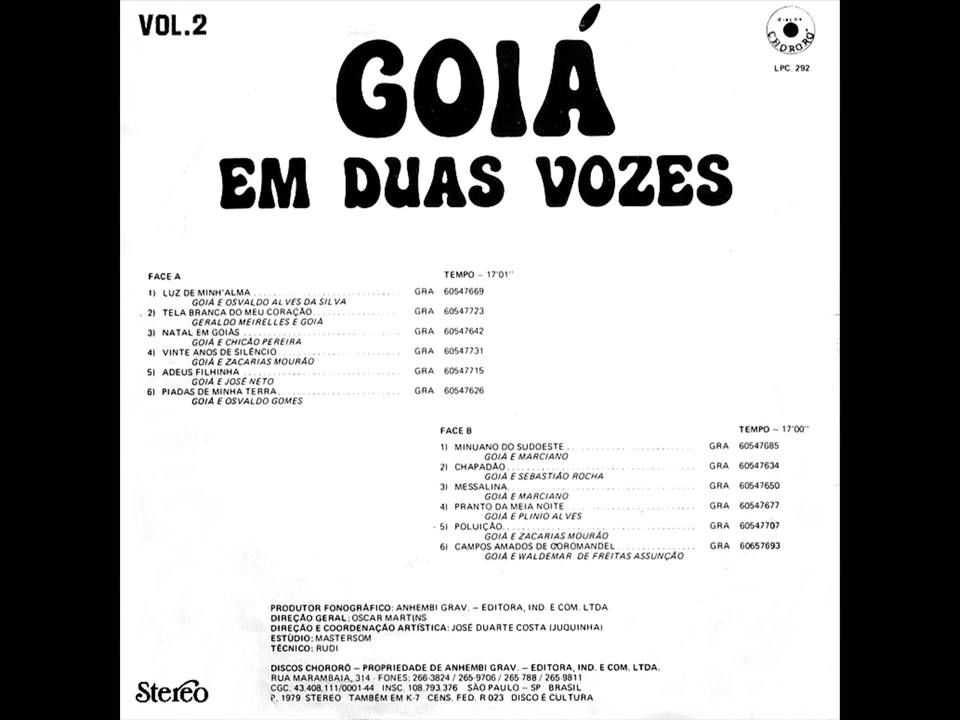 VOL.2
GOIÁ
EM DUAS VOZES
DISCOS
CHORORÓ
LPC. 292
FACE A TEMPO – 17'01"
1) LUZ DE MINH'ALMA GRA 60547669
GOIÁ E OSVALDO ALVES DA SILVA
2) TELA BRANCA DO MEU CORAÇÃO GRA 60547723
GERALDO MEIRELLES E GOIÁ
3) NATAL EM GOIÁS GRA 60547642
GOIÁ E CHICÃO PEREIRA
4) VINTE ANOS DE SILÊNCIO GRA 60547731
GOIÁ E ZACARIAS MOURÃO
5) ADEUS FILHINHA GRA 60547715
GOIÁ E JOSÉ NETO
6) PIADAS DE MINHA TERRA GRA 60547626
GOIÁ E OSVALDO GOMES
FACE B TEMPO – 17'00"
1) MINUANO DO SUDOESTE GRA 60547685
GOIÁ E MARCIANO
2) CHAPADÃO GRA 60547634
GOIÁ E SEBASTIÃO ROCHA
3) MESSALINA GRA 60547650
GOIÁ E MARCIANO
4) PRANTO DA MEIA NOITE GRA 60547677
GOIÁ E PLINIO ALVES
5) POLUIÇÃO GRA 60547707
GOIÁ E ZACARIAS MOURÃO
6) CAMPOS AMADOS DE COROMANDEL GRA 60657693
GOIÁ E WALDEMAR DE FREITAS ASSUNÇÃO
PRODUTOR FONOGRÁFICO: ANHEMBI GRAV. – EDITORA, IND. E COM. LTDA
DIREÇÃO GERAL: OSCAR MARTINS
DIREÇÃO E COORDENAÇÃO ARTÍSTICA: JOSÉ DUARTE COSTA (JUQUINHA)
ESTÚDIO: MASTERSOM
TÉCNICO: RUDI
DISCOS CHORORÓ – PROPRIEDADE DE ANHEMBI GRAV. – EDITORA, IND. E COM. LTDA.
RUA MARAMBAIA, 314 - FONES: 266-3824 / 265-9706 / 265 788 / 265-9811
CGC. 43.408.111/0001-44 INSC. 108.793.376 SÃO PAULO – SP BRASIL
P. 1979 STEREO TAMBÉM EM K-7 CENS. FED. R 023 DISCO É CULTURA
Stereo